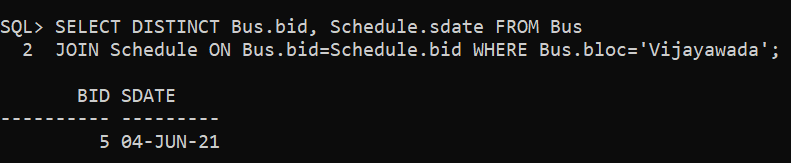 SQL> SELECT DISTINCT Bus.bid, Schedule.sdate FROM Bus
  2  JOIN Schedule ON Bus.bid=Schedule.bid WHERE Bus.bloc='Vijayawada';
       BID SDATE
---------- ---------
         5 04-JUN-21